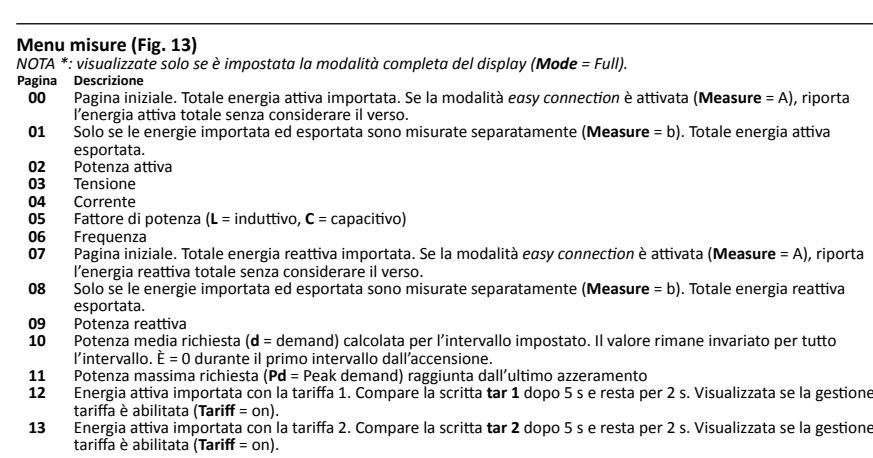 Menu misure (Fig. 13)
NOTA *: visualizzate solo se è impostata la modalità completa del display (Mode = Full).
Pagina Descrizione
00 Pagina iniziale. Totale energia attiva importata. Se la modalità easy connection è attivata (Measure = A), riporta
l'energia attiva totale senza considerare il verso.
01 Solo se le energie importata ed esportata sono misurate separatamente (Measure = b). Totale energia attiva
esportata.
02 Potenza attiva
03 Tensione
04 Corrente
05 Fattore di potenza (L = induttivo, C = capacitivo)
06 Frequenza
07 Pagina iniziale. Totale energia reattiva importata. Se la modalità easy connection è attivata (Measure = A), riporta
l'energia reattiva totale senza considerare il verso.
08 Solo se le energie importata ed esportata sono misurate separatamente (Measure = b). Totale energia reattiva
esportata.
09 Potenza reattiva
10 Potenza media richiesta (d = demand) calcolata per l'intervallo impostato. Il valore rimane invariato per tutto
l'intervallo. È = 0 durante il primo intervallo dall'accensione.
11 Potenza massima richiesta (Pd = Peak demand) raggiunta dall'ultimo azzeramento
12 Energia attiva importata con la tariffa 1. Compare la scritta tar 1 dopo 5 s e resta per 2 s. Visualizzata se la gestione
tariffa è abilitata (Tariff = on).
13 Energia attiva importata con la tariffa 2. Compare la scritta tar 2 dopo 5 s e resta per 2 s. Visualizzata se la gestione
tariffa è abilitata (Tariff = on).